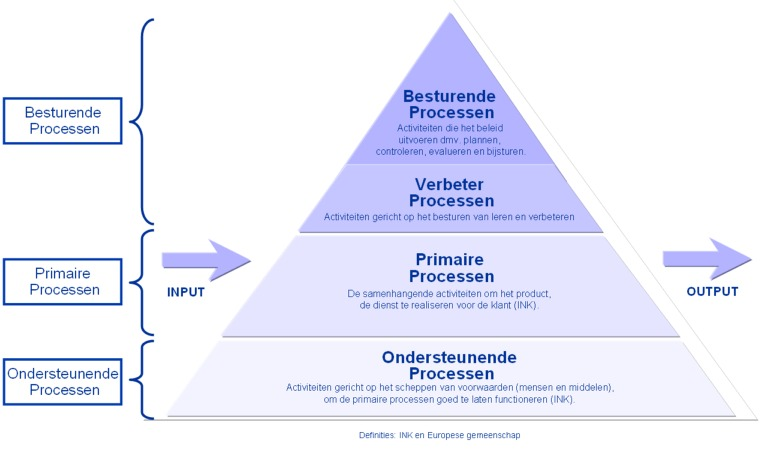 Besturende
Processen
Besturende
Processen
Activiteiten die het beleid
uitvoeren dmv. plannen,
controleren, evalueren en bijsturen.
Verbeter
Processen
Activiteiten gericht op het besturen van leren en verbeteren
Primaire
Processen
INPUT
Primaire
Processen
De samenhangende activiteiten om het product,
de dienst te realiseren voor de klant (INK).
OUTPUT
Ondersteunende
Processen
Ondersteunende
Processen
Activiteiten gericht op het scheppen van voorwaarden (mensen en middelen),
om de primaire processen goed te laten functioneren (INK).
Definities: INK en Europese gemeenschap